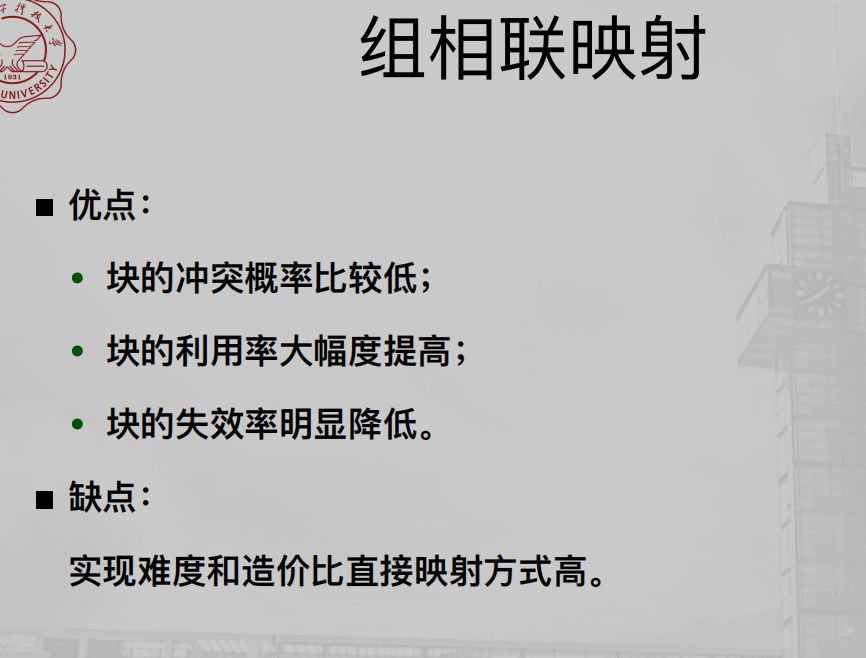 组相联映射
1931
UNIVERSITY
优点：
块的冲突概率比较低；
块的利用率大幅度提高；
块的失效率明显降低。
缺点：
实现难度和造价比直接映射方式高。